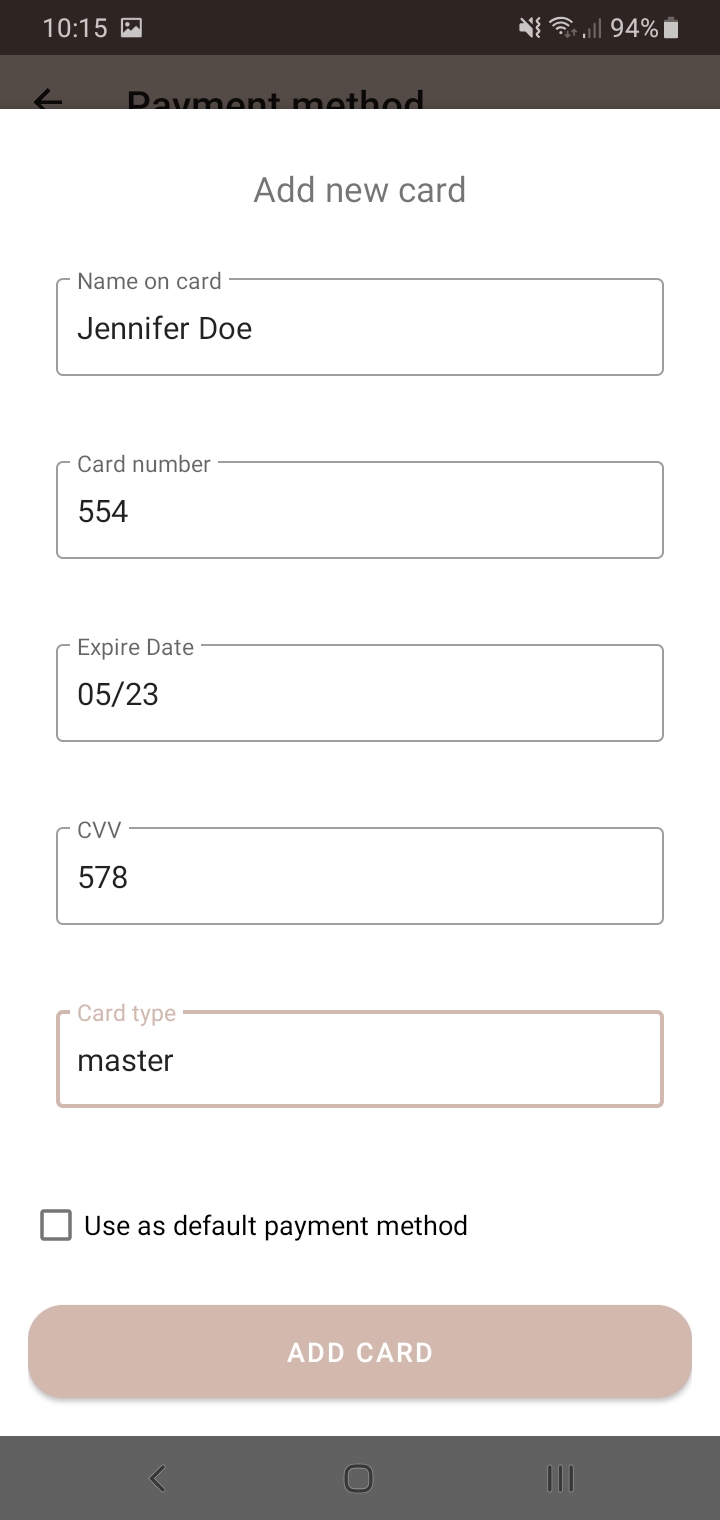 10:15 94%
Payment method
Add new card
Name on card
Jennifer Doe
Card number
554
Expire Date
05/23
CVV
578
Card type
master
Use as default payment method
ADD CARD